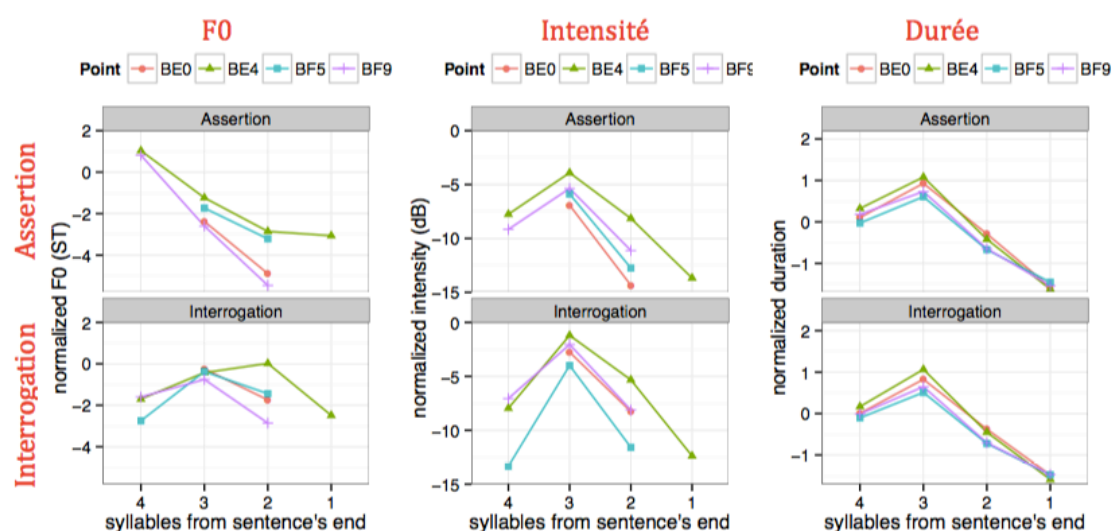 F0
Intensité
Durée
Point BE0 BE4 BF5 BF9
Point BE0 BE4 BF5 BF9
Point BE0 BE4 BF5 BF9
Assertion
Interrogation
Assertion
Assertion
Assertion
2
0
−2
−4
0
−5
−10
−15
2
1
0
−1
normalized F0 (ST)
normalized intensity (dB)
normalized duration
Interrogation
Interrogation
Interrogation
2
0
−2
−4
0
−5
−10
−15
2
1
0
−1
4 3 2 1
4 3 2 1
4 3 2 1
syllables from sentence's end
syllables from sentence's end
syllables from sentence's end